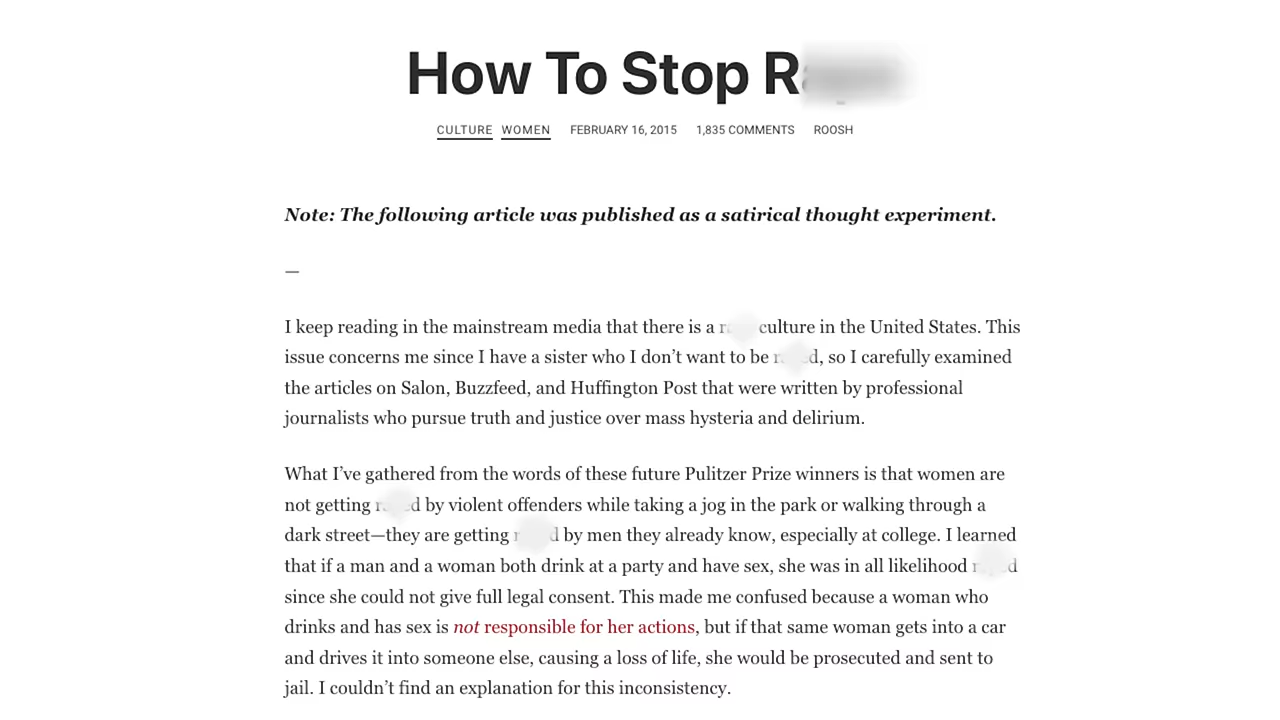 How To Stop
CULTURE WOMEN FEBRUARY 16, 2015 1,835 COMMENTS ROOSH
Note: The following article was published as a satirical thought experiment.
—
I keep reading in the mainstream media that there is a culture in the United States. This
issue concerns me since I have a sister who I don’t want to be , so I carefully examined
the articles on Salon, Buzzfeed, and Huffington Post that were written by professional
journalists who pursue truth and justice over mass hysteria and delirium.
What I’ve gathered from the words of these future Pulitzer Prize winners is that women are
not getting by violent offenders while taking a jog in the park or walking through a
dark street—they are getting by men they already know, especially at college. I learned
that if a man and a woman both drink at a party and have sex, she was in all likelihood
since she could not give full legal consent. This made me confused because a woman who
drinks and has sex is not responsible for her actions, but if that same woman gets into a car
and drives it into someone else, causing a loss of life, she would be prosecuted and sent to
jail. I couldn’t find an explanation for this inconsistency.